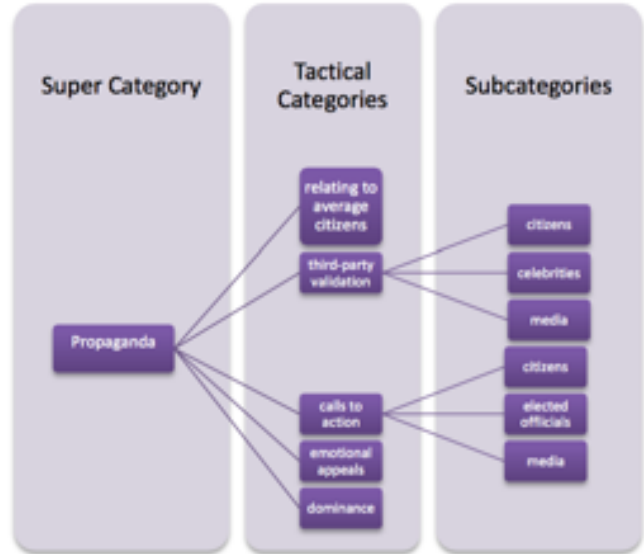 Super Category
Tactical
Categories
Subcategories
Propaganda
relating to
average
citizens
third-party
validation
calls to
action
emotional
appeals
dominance
citizens
celebrities
media
citizens
elected
officials
media